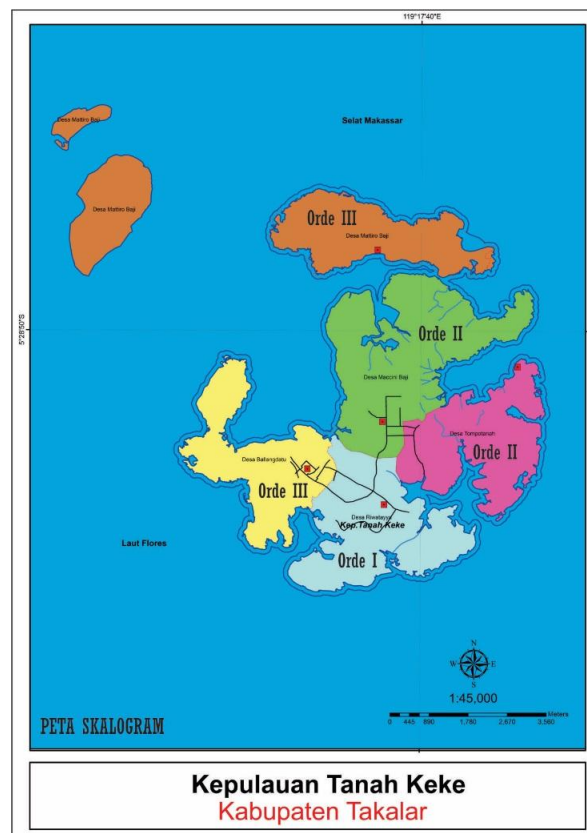 119°17'40"E
Desa Mattiro Baji
Selat Makassar
Desa Mattiro Baji
Orde III
Desa Mattiro Baji
5°28'50"S
Orde II
Desa Maccini Baji
Desa Tompotanah
Orde II
Desa Balangdatu
Orde III
Desa Riwatayya
Kep.Tanah Keke
Laut Flores
Orde I
N
W E
S
1:45,000
Meters
0 445 890 1,780 2,670 3,560
PETA SKALOGRAM
Kepulauan Tanah Keke
Kabupaten Takalar